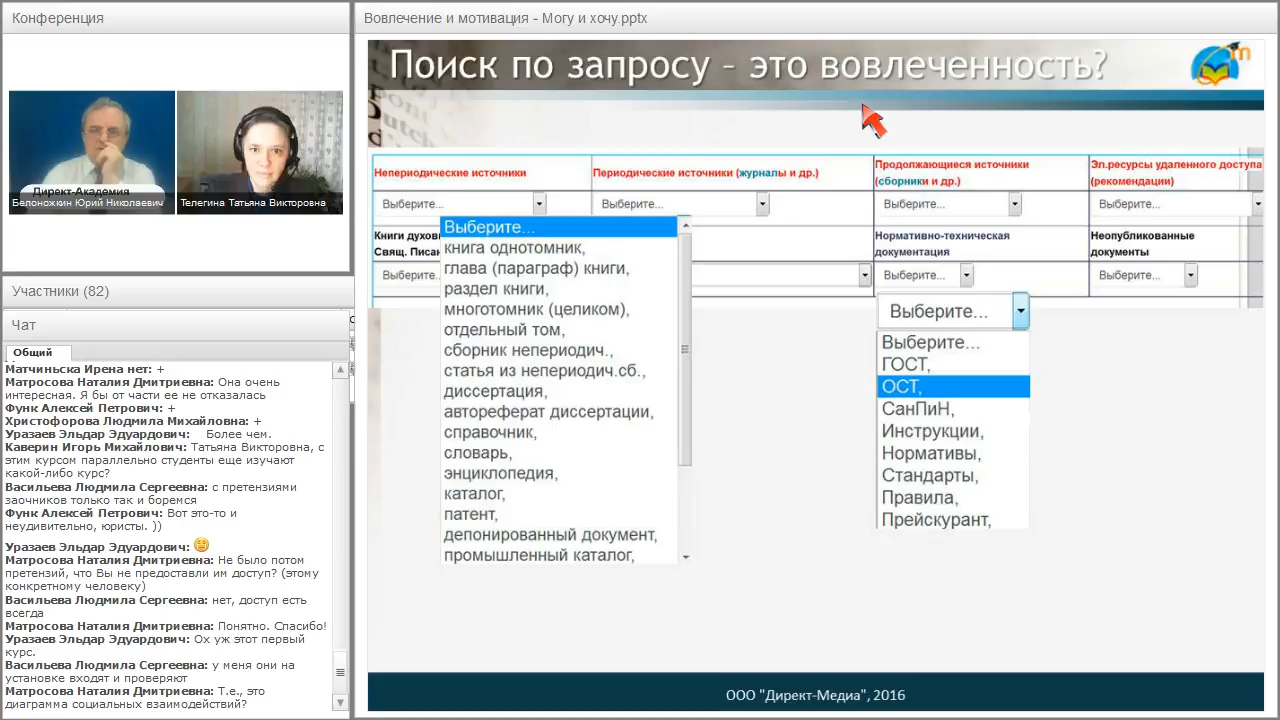 Конференция
Вовлечение и мотивация - Могу и хочу.pptx
Директ-Академия
Белорюскин Юрий Николаевич
Телегина Татьяна Викторовна
Участники (82)
Чат
Общий
Матчиньска Ирена нет: +
Матросова Наталия Дмитриевна: Она очень
интересная. Я бы от части ее не отказалась
Функ Алексей Петрович: +
Христофорова Людмила Михайловна: +
Уразаев Эльдар Эдуардович: Более чем.
Каверин Игорь Михайлович: Татьяна Викторовна, с
этим курсом параллельно студенты еще изучают
какой-либо курс?
Васильева Людмила Сергеевна: с претензиями
заочников только так и боремся
Функ Алексей Петрович: Вот это-то и
неудивительно, юристы. ))
Уразаев Эльдар Эдуардович:
Матросова Наталия Дмитриевна: Не было потом
претензий, что Вы не предоставли им доступ? (этому
конкретному человеку)
Васильева Людмила Сергеевна: нет, доступ есть
всегда
Матросова Наталия Дмитриевна: Понятно. Спасибо!
Уразаев Эльдар Эдуардович: Ох уж этот первый
курс.
Васильева Людмила Сергеевна: у меня они на
установке логины проверяют
Матросова Наталия Дмитриевна: Т.е., это
Поиск по запросу - это вовлеченность?
Непериодические источники
Периодические источники (журналы и др.)
Продолжающиеся источники
(сборники и др.)
Эл.ресурсы удаленного доступа
(рекомендации)
Выберите...
Выберите...
Выберите...
Выберите...
Книги духов
Свящ. Писан
Нормативно-техническая
документация
Неопубликованные
документы
Выберите...
Выберите...
Выберите...
Выберите...
книга однотомник,
глава (параграф) книги,
раздел книги,
многотомник (целиком),
отдельный том,
сборник непериодич.,
статья из непериодич.сб.,
диссертация,
автореферат диссертации,
справочник,
словарь,
энциклопедия,
каталог,
патент,
депонированный документ,
промышленный каталог,
Выберите...
Выберите...
ГОСТ,
ОСТ,
СанПиН,
Инструкции,
Нормативы,
Стандарты,
Правила,
Прейскурант,
ООО "Директ-Медиа", 2016